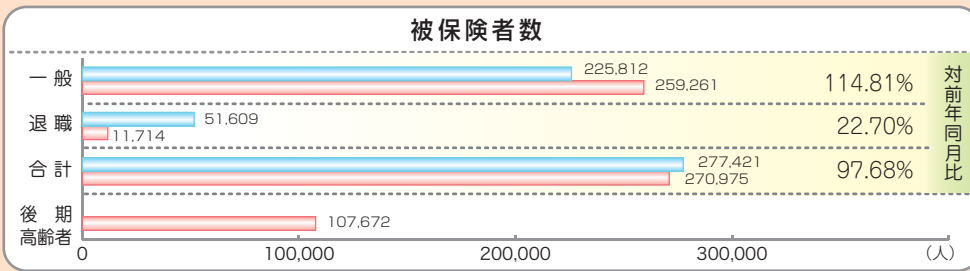 被保険者数
一般 225,812 259,261 114.81%
退職 51,609 11,714 22.70%
合計 277,421 270,975 97.68%
後期
高齢者 107,672
0 100,000 200,000 300,000 (人)
対前年同月比